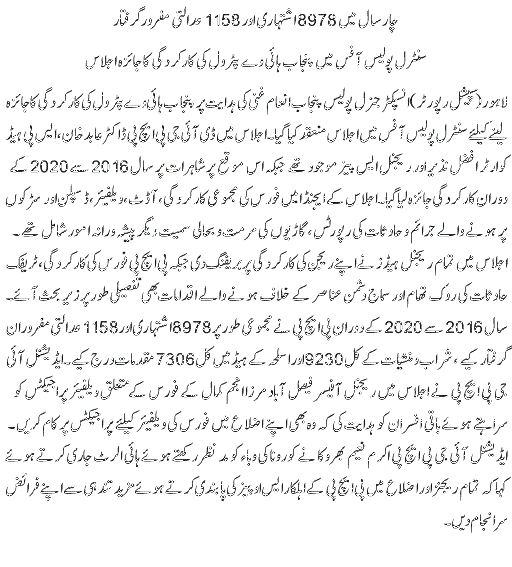 چار سال میں 8978 اشتہاری اور 1158 عدالتی مفرور گرفتار
سنٹرل پولیس آفس میں پنجاب ہائی وے پٹرول کی کارکردگی کا جائزہ اجلاس
لاہور (سپیشل رپورٹر) انسپکٹر جنرل پولیس پنجاب انعام غنی کی ہدایت پر پنجاب ہائی وے پٹرول کی کارکردگی کا جائزہ
لینے کیلئے سنٹرل پولیس آفس میں اجلاس منعقد کیا گیا۔ اجلاس میں ڈی آئی جی پی ایچ پی ڈاکٹر عابد خان، ایس پی ہیڈ
کوارٹر افضل نذیر اور ریجنل ایس پیز موجود تھے جبکہ اس موقع پر شاہرات پر سال 2016 سے 2020 کے
دوران کارکردگی جائزہ لیا گیا۔ اجلاس کے ایجنڈا میں فورس کی مجموعی کارکردگی، آڈٹ، ویلفیئر، ڈسپلن اور سڑکوں
پر ہونے والے جرائم و حادثات کی رپورٹس، گاڑیوں کی مرمت و بحالی سمیت دیگر پیشہ ورانہ امور شامل تھے۔
اجلاس میں تمام ریجنل ہیڈز نے اپنے ریجن کی کارکردگی پر بریفنگ دی جبکہ پی ایچ پی فورس کی کارکردگی، ٹریفک
حادثات کی روک تھام اور سماج دشمن عناصر کے خلاف ہونے والے اقدامات بھی تفصیلی طور پر زیر بحث آئے۔
سال 2016 سے 2020 کے دوران پی ایچ پی نے مجموعی طور پر 8978 اشتہاری اور 1158 عدالتی مفروران
گرفتار کیے، شراب و منشیات کے کل 9230 اور اسلحہ کے ہیڈ میں کل 7306 مقدمات درج کیے۔ ایڈیشنل آئی
جی پی ایچ پی نے اجلاس میں ریجنل آفیسر فیصل آباد مرزا انجم کمال کے فورس کے متعلق ویلفیئر پراجیکٹس کو
سراہتے ہوئے باقی افسران کو ہدایت کی کہ وہ بھی اپنے اضلاع میں فورس کی ویلفیئر کیلئے پراجیکٹس پر کام کریں۔
ایڈیشنل آئی جی پی ایچ پی اکرم نعیم بھروکا نے کورونا کی وباء کو مد نظر رکھتے ہوئے ہائی الرٹ جاری کرتے ہوئے
کہا کہ تمام ریجنز اور اضلاع میں پی ایچ پی کے اہلکار ایس او پیز کی پابندی کرتے ہوئے مزید تندہی سے اپنے فرائض
سرانجام دیں۔